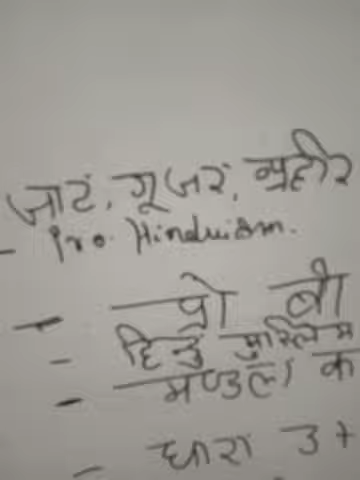 जाट, गूजर, अहीर
- Pro. Hinduism.
- प्रो बी
- हिन्दु मुस्लिम
- मण्डल क
- धारा 3+